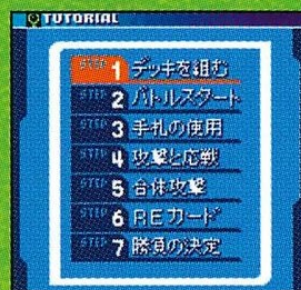 TUTORIAL
STEP 1 デッキを組む
STEP 2 バトルスタート
STEP 3 手札の使用
STEP 4 攻撃と応戦
STEP 5 合体攻撃
STEP 6 REカード
STEP 7 勝負の決定